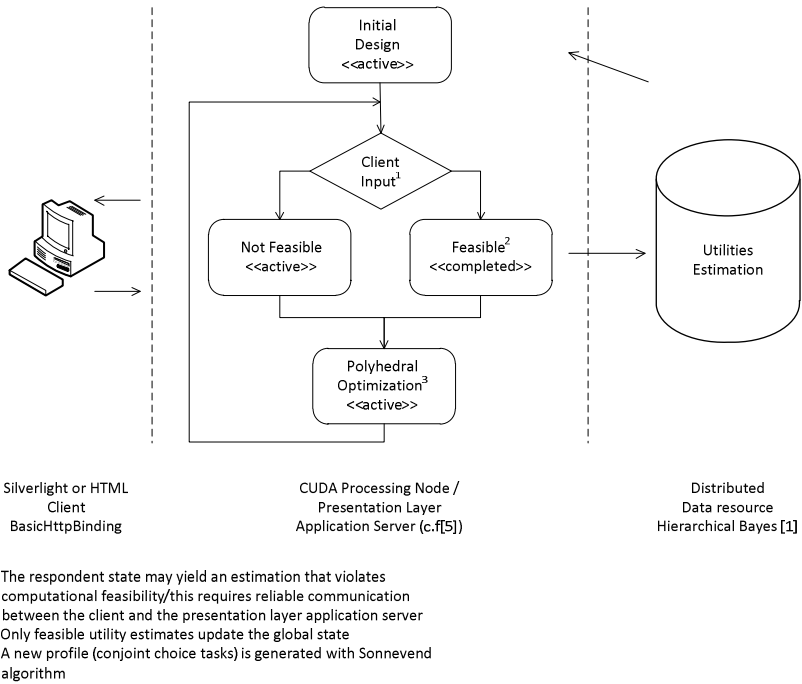 Initial
Design
<<active>>
Client
Input1
Not Feasible
<<active>>
Feasible2
<<completed>>
Utilities
Estimation
Polyhedral
Optimization3
<<active>>
Silverlight or HTML
Client
BasicHttpBinding
CUDA Processing Node /
Presentation Layer
Application Server (c.f[5])
Distributed
Data resource
Hierarchical Bayes [1]
The respondent state may yield an estimation that violates
computational feasibility/this requires reliable communication
between the client and the presentation layer application server
Only feasible utility estimates update the global state
A new profile (conjoint choice tasks) is generated with Sonnevend
algorithm